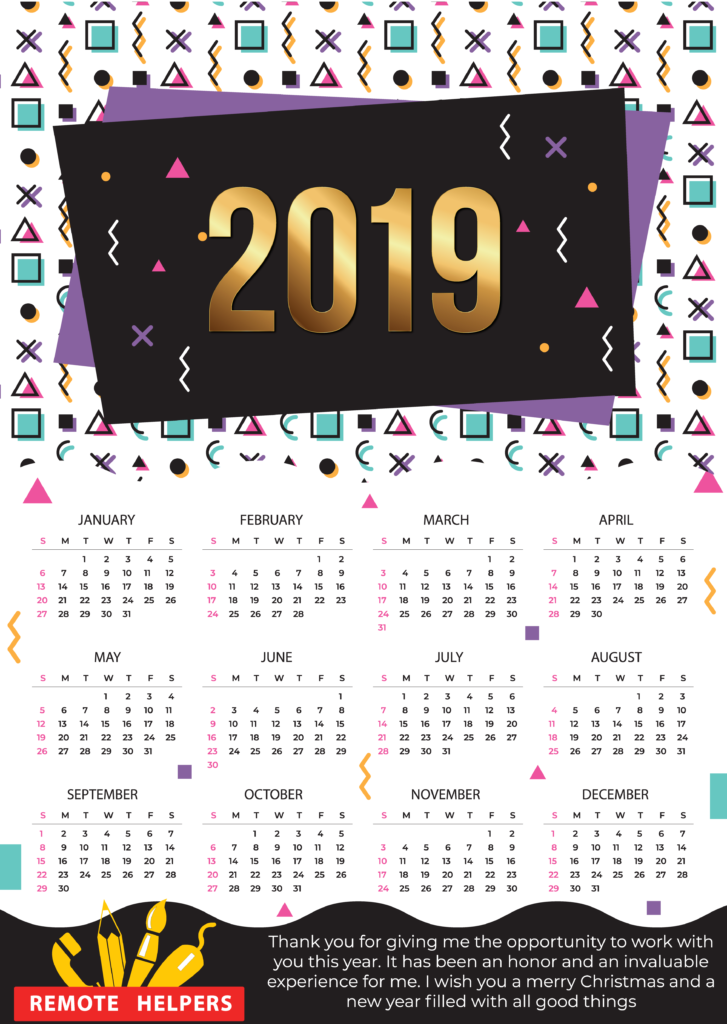 2019
JANUARY
S M T W T F S
1 2 3 4 5
6 7 8 9 10 11 12
13 14 15 16 17 18 19
20 21 22 23 24 25 26
27 28 29 30 31
FEBRUARY
S M T W T F S
1 2
3 4 5 6 7 8 9
10 11 12 13 14 15 16
17 18 19 20 21 22 23
24 25 26 27 28
MARCH
S M T W T F S
1 2
3 4 5 6 7 8 9
10 11 12 13 14 15 16
17 18 19 20 21 22 23
24 25 26 27 28 29 30
31
APRIL
S M T W T F S
1 2 3 4 5 6
7 8 9 10 11 12 13
14 15 16 17 18 19 20
21 22 23 24 25 26 27
28 29 30
MAY
S M T W T F S
1 2 3 4
5 6 7 8 9 10 11
12 13 14 15 16 17 18
19 20 21 22 23 24 25
26 27 28 29 30 31
JUNE
S M T W T F S
1
2 3 4 5 6 7 8
9 10 11 12 13 14 15
16 17 18 19 20 21 22
23 24 25 26 27 28 29
30
JULY
S M T W T F S
1 2 3 4 5 6
7 8 9 10 11 12 13
14 15 16 17 18 19 20
21 22 23 24 25 26 27
28 29 30 31
AUGUST
S M T W T F S
1 2 3
4 5 6 7 8 9 10
11 12 13 14 15 16 17
18 19 20 21 22 23 24
25 26 27 28 29 30 31
SEPTEMBER
S M T W T F S
1 2 3 4 5 6 7
8 9 10 11 12 13 14
15 16 17 18 19 20 21
22 23 24 25 26 27 28
29 30
OCTOBER
S M T W T F S
1 2 3 4 5
6 7 8 9 10 11 12
13 14 15 16 17 18 19
20 21 22 23 24 25 26
27 28 29 30 31
NOVEMBER
S M T W T F S
1 2
3 4 5 6 7 8 9
10 11 12 13 14 15 16
17 18 19 20 21 22 23
24 25 26 27 28 29 30
DECEMBER
S M T W T F S
1 2 3 4 5 6 7
8 9 10 11 12 13 14
15 16 17 18 19 20 21
22 23 24 25 26 27 28
29 30 31
REMOTE HELPERS
Thank you for giving me the opportunity to work with
you this year. It has been an honor and an invaluable
experience for me. I wish you a merry Christmas and a
new year filled with all good things